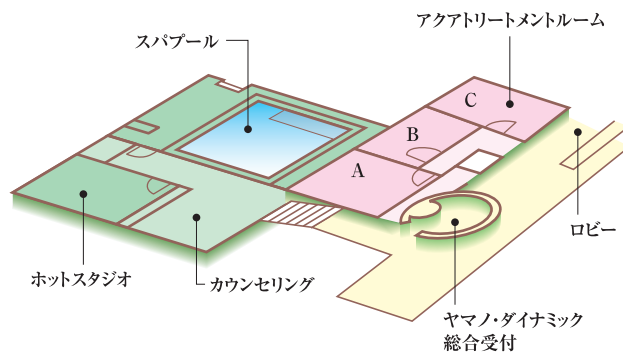 アクアトリートメントルーム
スパプール
C
B
A
ロビー
ホットスタジオ
カウンセリング
ヤマノ・ダイナミック
総合受付